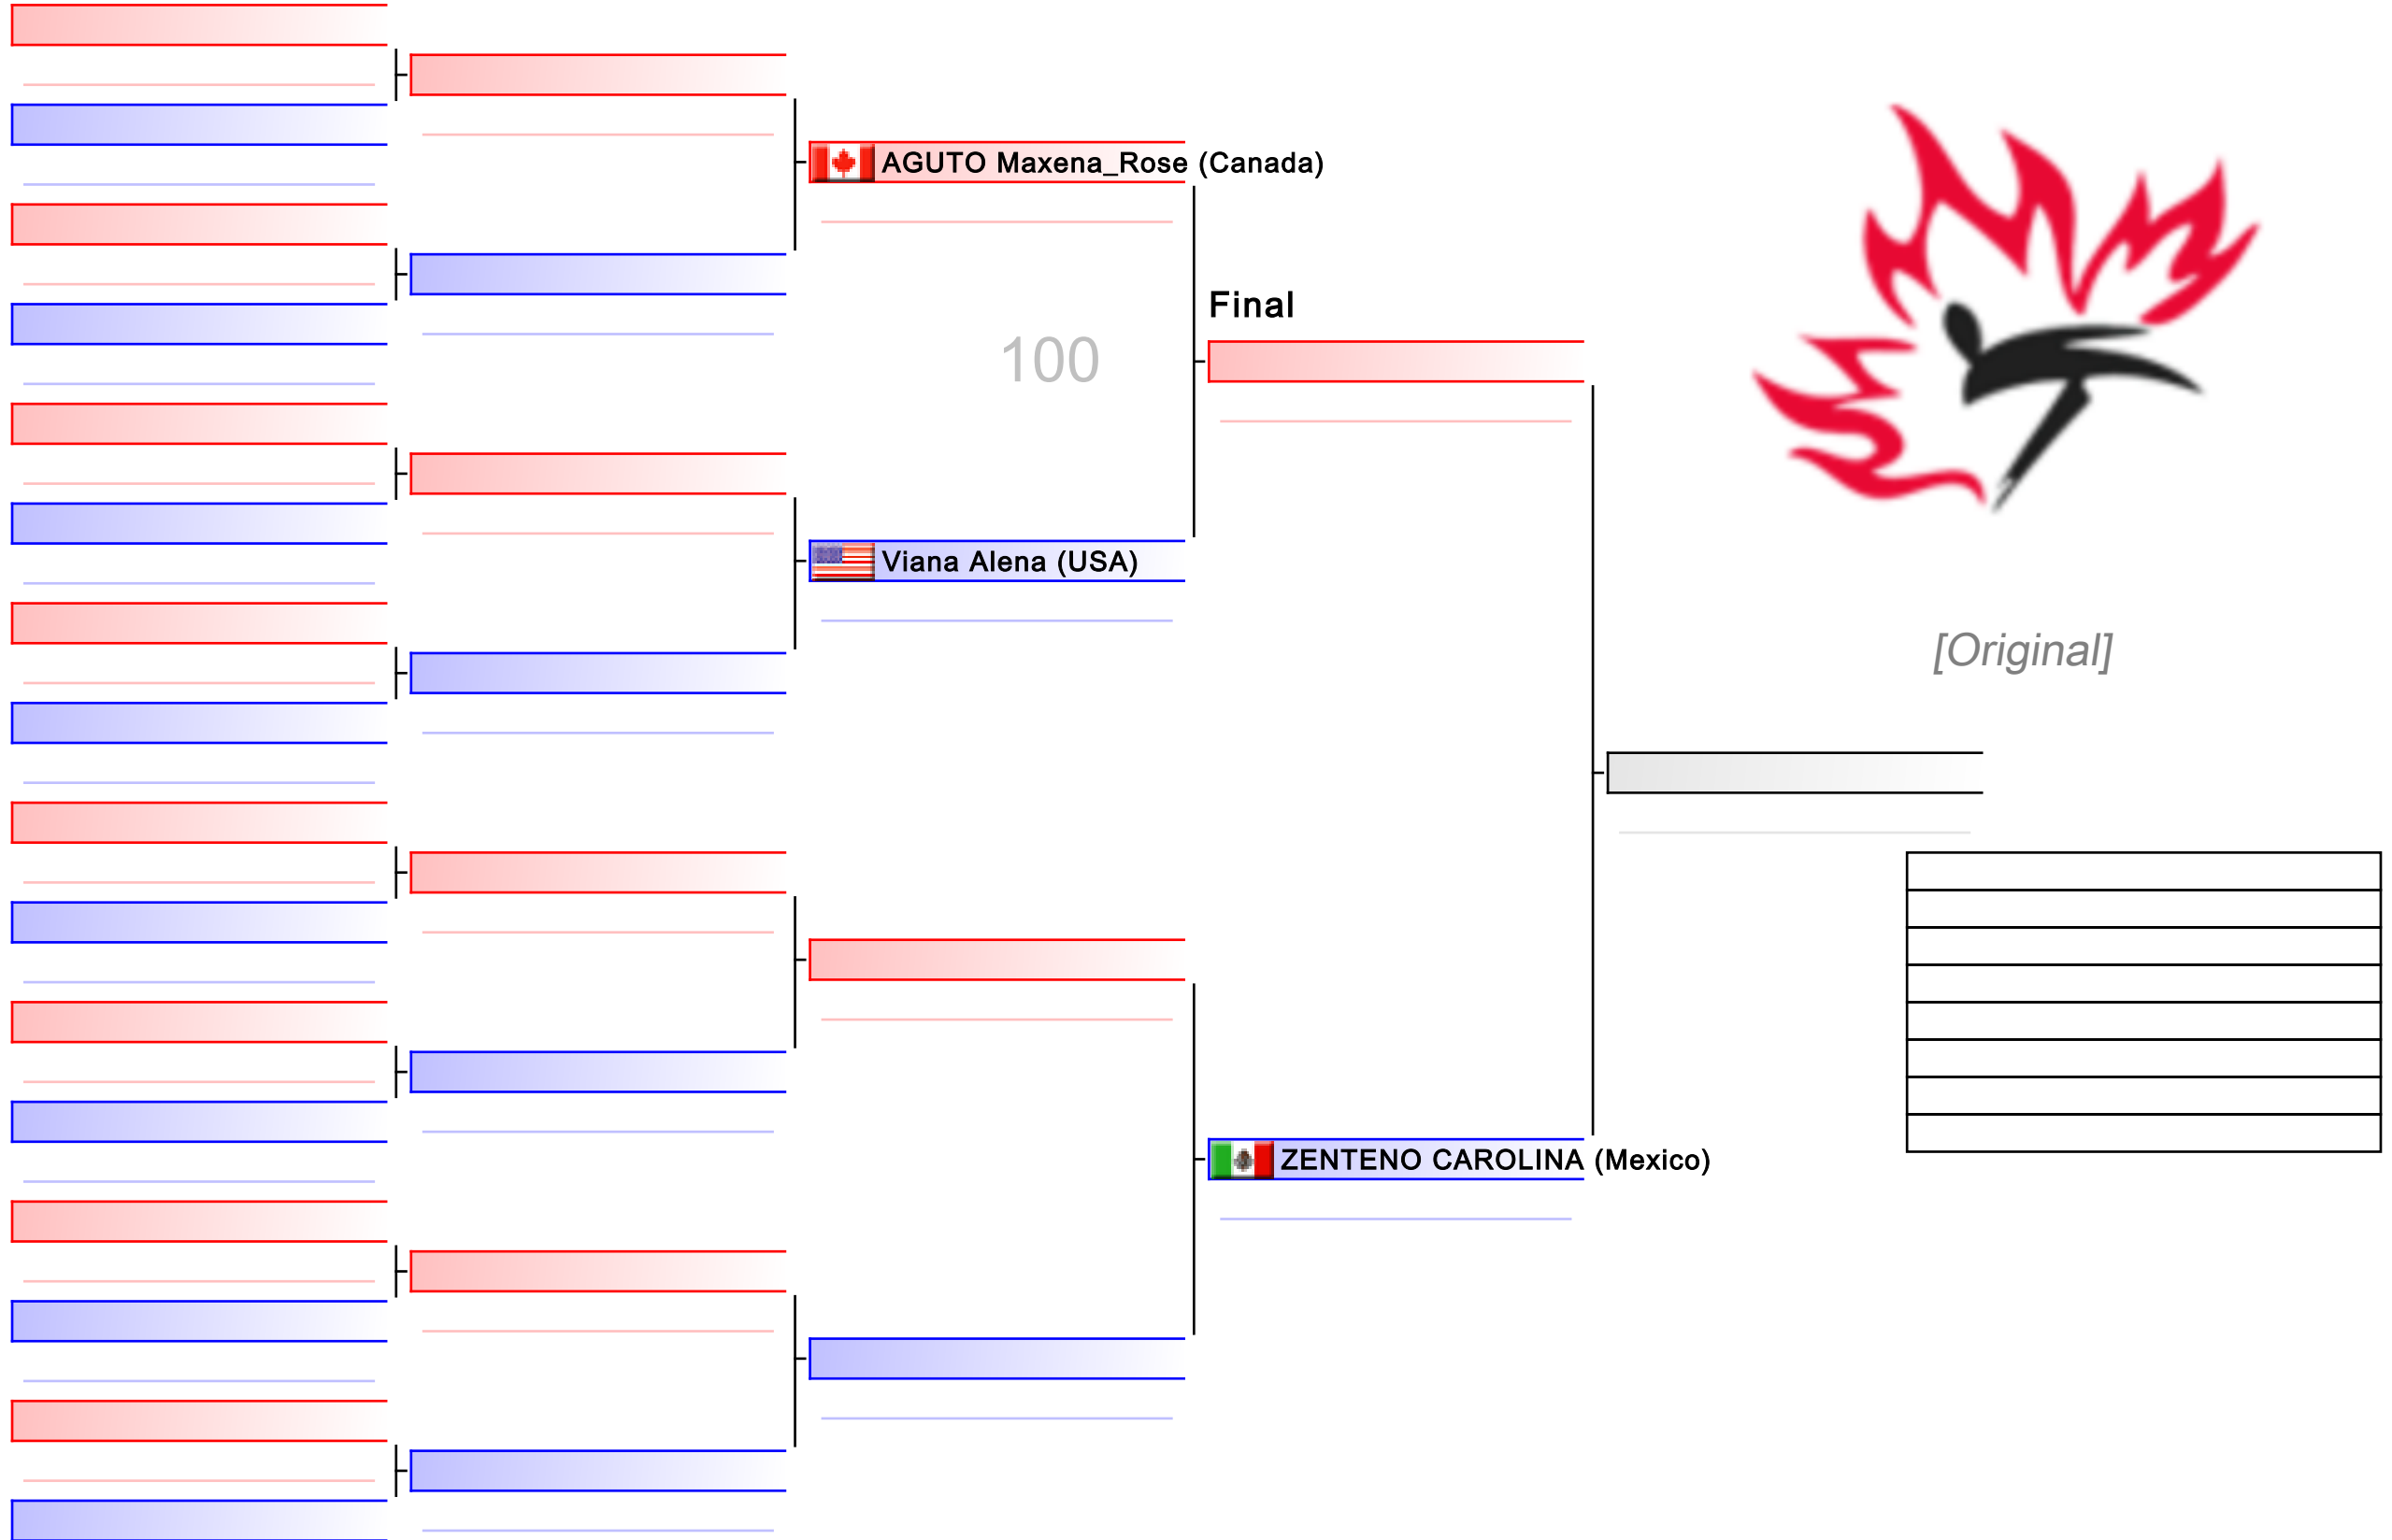 AGUTO Maxena_Rose (Canada)
Final
100
Viana Alena (USA)
[Original]
ZENTENO CAROLINA (Mexico)